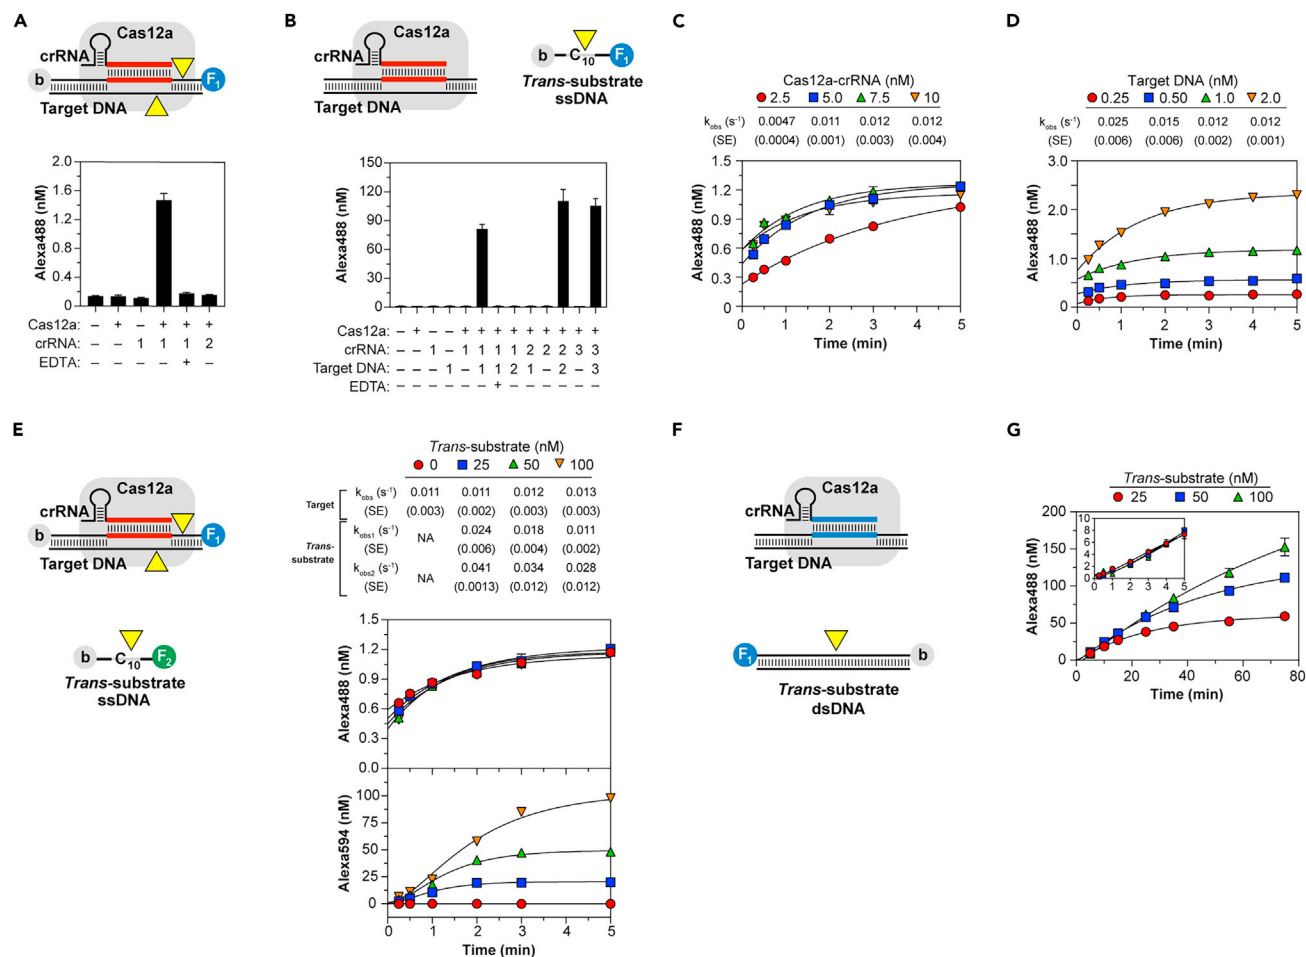 A
Cas12a
crRNA
b
F1
Target DNA
Alexa488 (nM)
2.0
1.6
1.2
0.8
0.4
0
Cas12a: – + – + + +
crRNA: – – 1 1 1 2
EDTA: – – – – + –
B
Cas12a
crRNA
Target DNA
b C10 F1
Trans-substrate
ssDNA
Alexa488 (nM)
150
120
90
60
30
0
Cas12a: – + – – + + + + + + + + +
crRNA: – – 1 – 1 1 1 1 2 2 2 3 3
Target DNA: – – – 1 – 1 1 2 1 – 2 – 3
EDTA: – – – – – – + – – – – – –
C
Cas12a-crRNA (nM)
2.5 5.0 7.5 10
kobs (s-1) 0.0047 0.011 0.012 0.012
(SE) (0.0004) (0.001) (0.003) (0.004)
Alexa488 (nM)
1.5
1.2
0.9
0.6
0.3
0
0 1 2 3 4 5
Time (min)
D
Target DNA (nM)
0.25 0.50 1.0 2.0
kobs (s-1) 0.025 0.015 0.012 0.012
(SE) (0.006) (0.006) (0.002) (0.001)
Alexa488 (nM)
3.0
2.0
1.0
0
0 1 2 3 4 5
Time (min)
E
Cas12a
crRNA
b
F1
Target DNA
b C10 F2
Trans-substrate
ssDNA
Trans-substrate (nM)
0 25 50 100
Target
kobs (s-1) 0.011 0.011 0.012 0.013
(SE) (0.003) (0.002) (0.003) (0.003)
Trans-
substrate
kobs1 (s-1) NA 0.024 0.018 0.011
(SE) (0.006) (0.004) (0.002)
kobs2 (s-1) NA 0.041 0.034 0.028
(SE) (0.0013) (0.012) (0.012)
Alexa488 (nM)
1.5
1.2
0.9
0.6
0.3
0.0
Alexa594 (nM)
100
75
50
25
0
0 1 2 3 4 5
Time (min)
F
Cas12a
crRNA
Target DNA
F1
b
Trans-substrate
dsDNA
G
Trans-substrate (nM)
25 50 100
Alexa488 (nM)
200
150
100
50
0
10
8
6
4
2
0
0 1 2 3 4 5
0 20 40 60 80
Time (min)